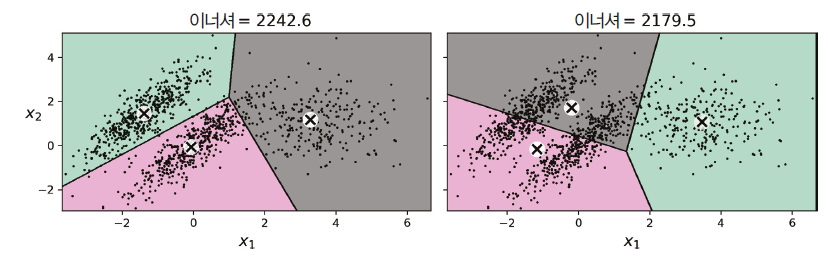 이너셔 = 2242.6
이너셔 = 2179.5
4
2
0
−2
x₂
−2 0 2 4 6
−2 0 2 4 6
x₁
x₁